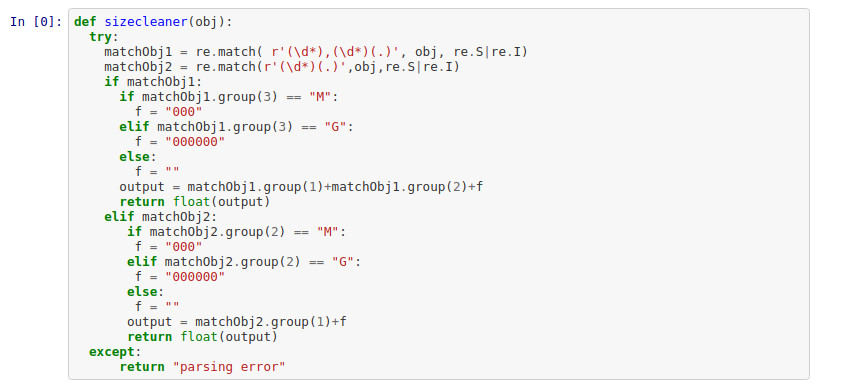 In [0]: def sizecleaner(obj):
  try:
    matchObj1 = re.match( r'(\d*),(\d*)(.)', obj, re.S|re.I)
    matchObj2 = re.match(r'(\d*)(.)',obj,re.S|re.I)
    if matchObj1:
      if matchObj1.group(3) == "M":
        f = "000"
      elif matchObj1.group(3) == "G":
        f = "000000"
      else:
        f = ""
      output = matchObj1.group(1)+matchObj1.group(2)+f
      return float(output)
    elif matchObj2:
       if matchObj2.group(2) == "M":
        f = "000"
       elif matchObj2.group(2) == "G":
        f = "000000"
       else:
        f = ""
       output = matchObj2.group(1)+f
       return float(output)
  except:
      return "parsing error"